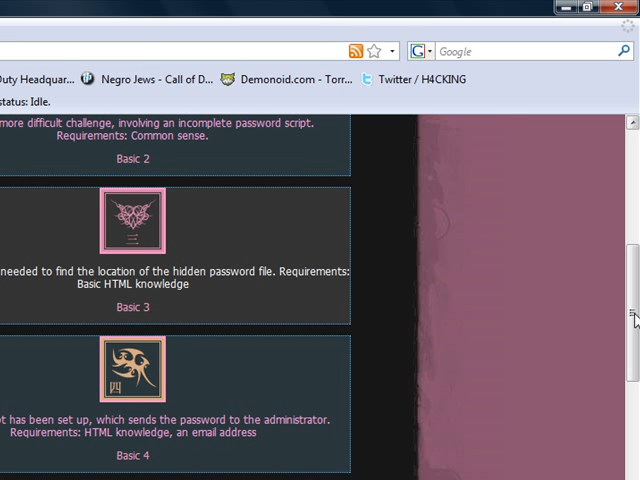 Google
Duty Headquar...
Negro Jews - Call of D...
Demonoid.com - Torr...
Twitter / H4CKING
status: Idle.
more difficult challenge, involving an incomplete password script.
Requirements: Common sense.
Basic 2
三
needed to find the location of the hidden password file. Requirements:
Basic HTML knowledge
Basic 3
四
pt has been set up, which sends the password to the administrator.
Requirements: HTML knowledge, an email address
Basic 4